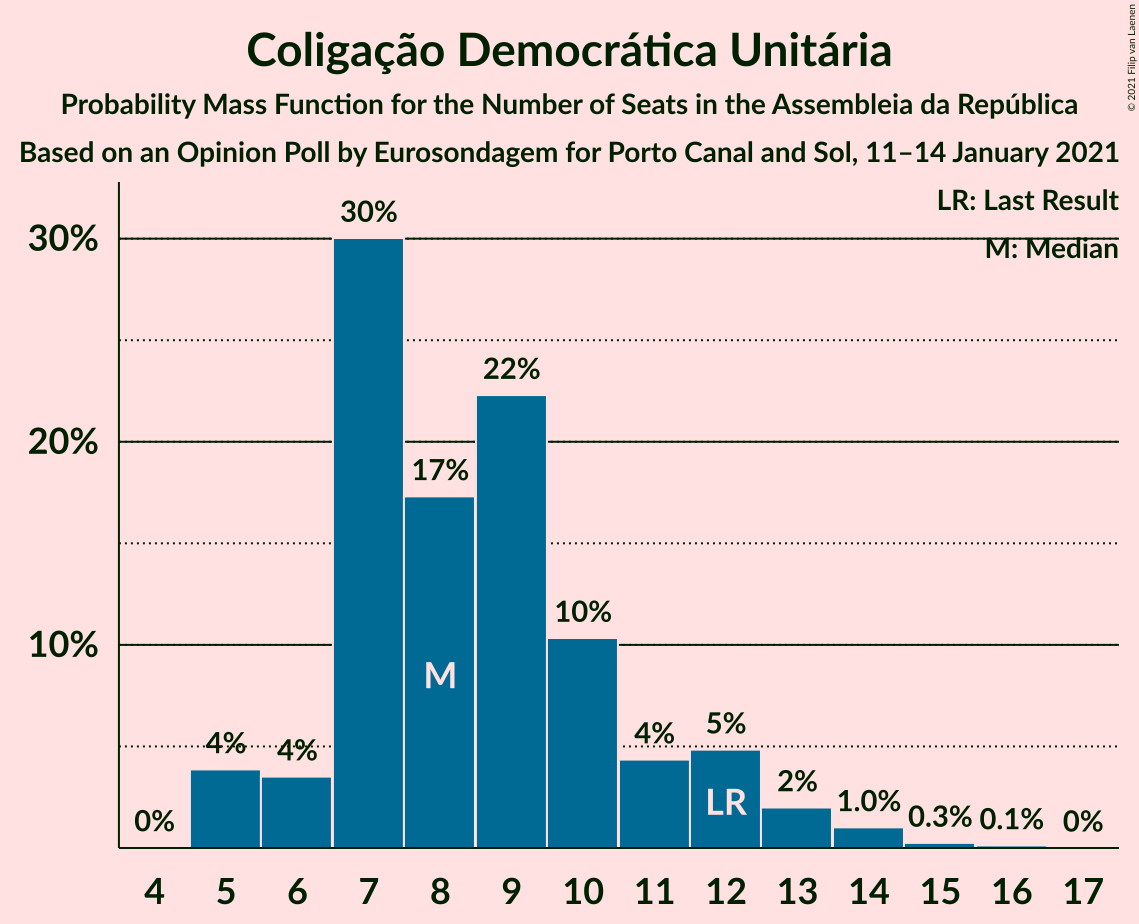 Coligação Democrática Unitária
Probability Mass Function for the Number of Seats in the Assembleia da República
Based on an Opinion Poll by Eurosondagem for Porto Canal and Sol, 11–14 January 2021
© 2021 Filip van Laenen
LR: Last Result
M: Median
30%
20%
10%
0%
4%
4%
30%
17%
22%
10%
4%
5%
2%
1.0%
0.3%
0.1%
0%
M
LR
4 5 6 7 8 9 10 11 12 13 14 15 16 17